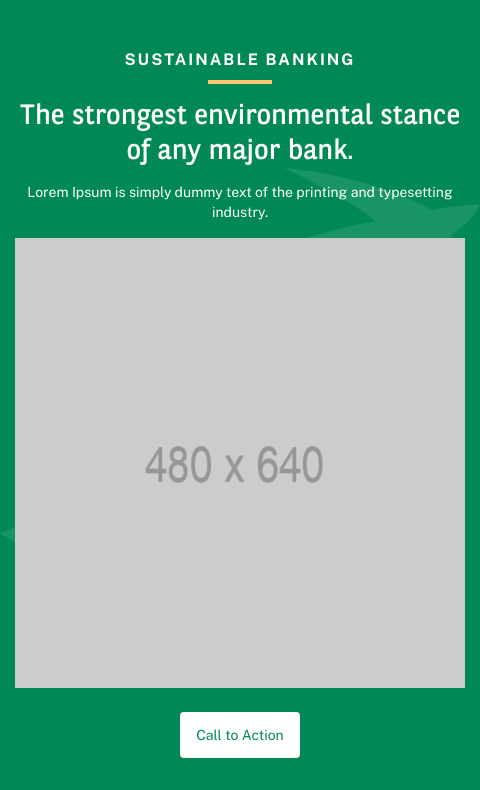 SUSTAINABLE BANKING
The strongest environmental stance
of any major bank.
Lorem Ipsum is simply dummy text of the printing and typesetting
industry.
480 x 640
Call to Action